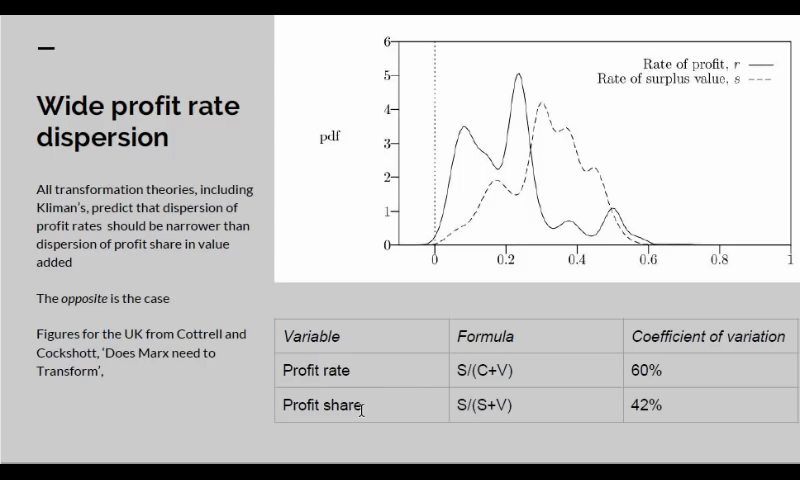 Wide profit rate
dispersion
All transformation theories, including
Kliman's, predict that dispersion of
profit rates should be narrower than
dispersion of profit share in value
added
The opposite is the case
Figures for the UK from Cottrell and
Cockshott, 'Does Marx need to
Transform',
6
5
4
3
2
1
0
pdf
Rate of profit, r
Rate of surplus value, s
0 0.2 0.4 0.6 0.8 1
Variable Formula Coefficient of variation
Profit rate S/(C+V) 60%
Profit share S/(S+V) 42%